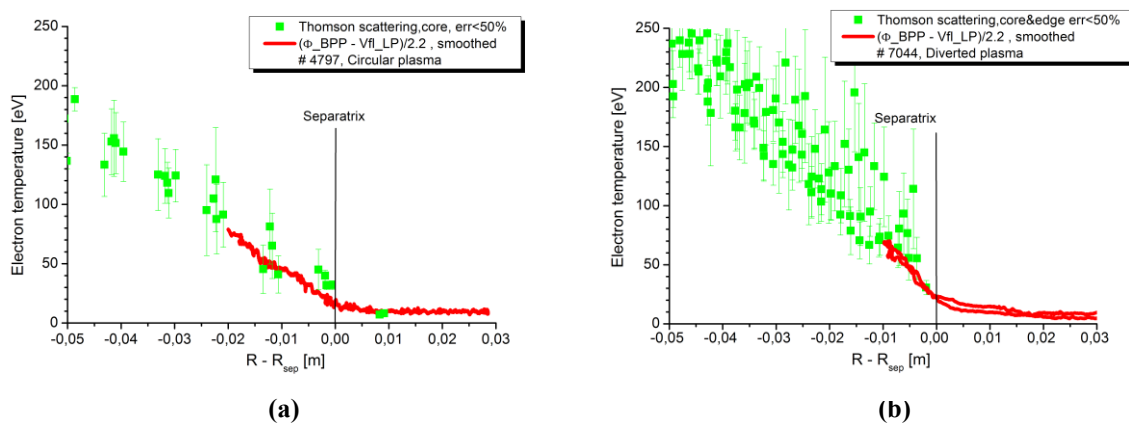 Thomson scattering,core, err<50%
(Φ_BPP - Vfl_LP)/2.2 , smoothed
# 4797, Circular plasma
250
200
150
100
50
0
Electron temperature [eV]
Separatrix
-0,05 -0,04 -0,03 -0,02 -0,01 0,00 0,01 0,02 0,03
R - Rsep [m]
(a)
Thomson scattering,core&edge err<50%
(Φ_BPP - Vfl_LP)/2.2 , smoothed
# 7044, Diverted plasma
250
200
150
100
50
0
Electron temperature [eV]
Separatrix
-0,05 -0,04 -0,03 -0,02 -0,01 0,00 0,01 0,02 0,03
R - Rsep [m]
(b)